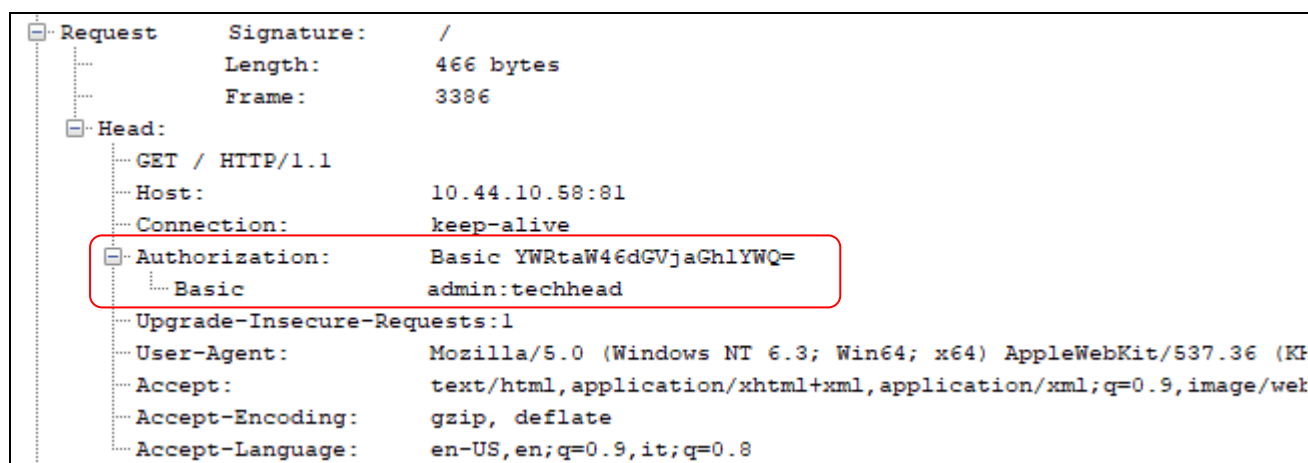 Request Signature: /
Length: 466 bytes
Frame: 3386
Head:
GET / HTTP/1.1
Host: 10.44.10.58:81
Connection: keep-alive
Authorization: Basic YWRtaW46dGVjaGhlYWQ=
Basic admin:techhead
Upgrade-Insecure-Requests:1
User-Agent: Mozilla/5.0 (Windows NT 6.3; Win64; x64) AppleWebKit/537.36 (KH
Accept: text/html,application/xhtml+xml,application/xml;q=0.9,image/web
Accept-Encoding: gzip, deflate
Accept-Language: en-US,en;q=0.9,it;q=0.8